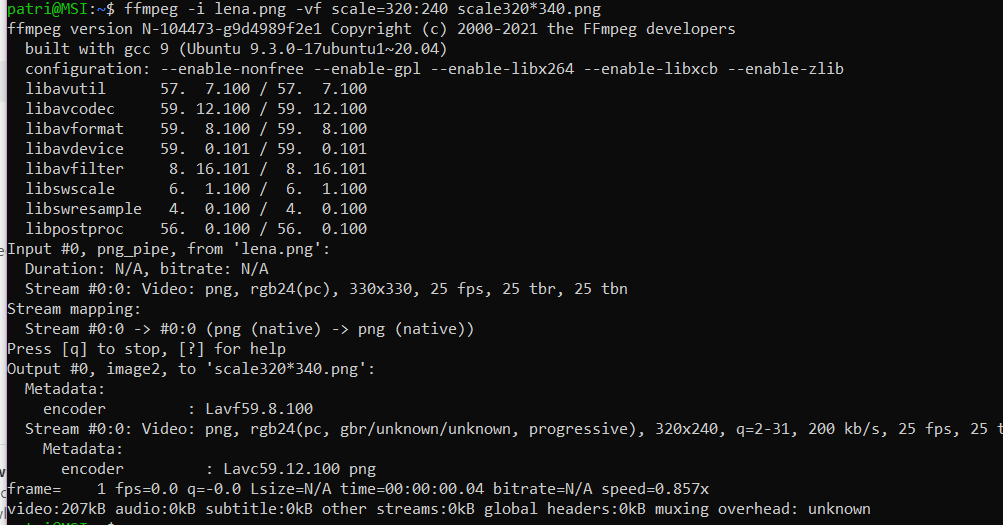 patri@MSI:~$ ffmpeg -i lena.png -vf scale=320:240 scale320*340.png
ffmpeg version N-104473-g9d4989f2e1 Copyright (c) 2000-2021 the FFmpeg developers
  built with gcc 9 (Ubuntu 9.3.0-17ubuntu1~20.04)
  configuration: --enable-nonfree --enable-gpl --enable-libx264 --enable-libxcb --enable-zlib
  libavutil      57.  7.100 / 57.  7.100
  libavcodec     59. 12.100 / 59. 12.100
  libavformat    59.  8.100 / 59.  8.100
  libavdevice    59.  0.101 / 59.  0.101
  libavfilter     8. 16.101 /  8. 16.101
  libswscale      6.  1.100 /  6.  1.100
  libswresample   4.  0.100 /  4.  0.100
  libpostproc    56.  0.100 / 56.  0.100
Input #0, png_pipe, from 'lena.png':
  Duration: N/A, bitrate: N/A
  Stream #0:0: Video: png, rgb24(pc), 330x330, 25 fps, 25 tbr, 25 tbn
Stream mapping:
  Stream #0:0 -> #0:0 (png (native) -> png (native))
Press [q] to stop, [?] for help
Output #0, image2, to 'scale320*340.png':
  Metadata:
    encoder         : Lavf59.8.100
  Stream #0:0: Video: png, rgb24(pc, gbr/unknown/unknown, progressive), 320x240, q=2-31, 200 kb/s, 25 fps, 25 t
    Metadata:
      encoder         : Lavc59.12.100 png
frame=    1 fps=0.0 q=-0.0 Lsize=N/A time=00:00:00.04 bitrate=N/A speed=0.857x
video:207kB audio:0kB subtitle:0kB other streams:0kB global headers:0kB muxing overhead: unknown